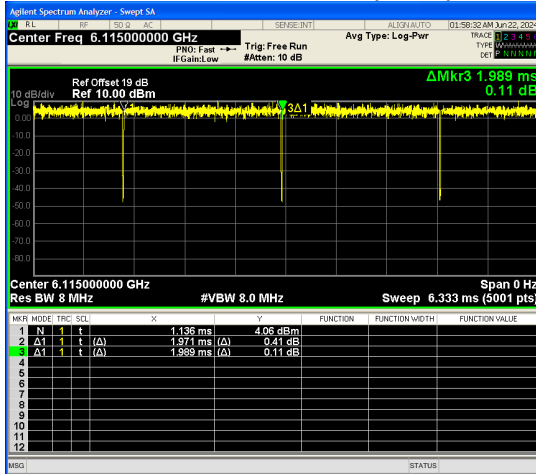 Agilent Spectrum Analyzer - Swept SA
RL RF 50 Ω AC SENSE:INT ALIGN AUTO 01:58:32 AM Jun 22, 2024
Center Freq 6.115000000 GHz Avg Type: Log-Pwr TRACE 1 2 3 4 5 6
PNO: Fast Trig: Free Run TYPE
IFGain:Low #Atten: 10 dB DET P N N N N
ΔMkr3 1.989 ms
0.11 dB
Ref Offset 19 dB
10 dB/div Ref 10.00 dBm
Log
1 3Δ1
0.00
-10.0
-20.0
-30.0
-40.0
-50.0
-60.0
-70.0
-80.0
Center 6.115000000 GHz Span 0 Hz
Res BW 8 MHz #VBW 8.0 MHz Sweep 6.333 ms (5001 pts)
MKR MODE TRC SCL X Y FUNCTION FUNCTION WIDTH FUNCTION VALUE
1 N 1 t 1.136 ms 4.06 dBm
2 Δ1 1 t (Δ) 1.971 ms (Δ) 0.41 dB
3 Δ1 1 t (Δ) 1.989 ms (Δ) 0.11 dB
4
5
6
7
8
9
10
11
12
MSG STATUS